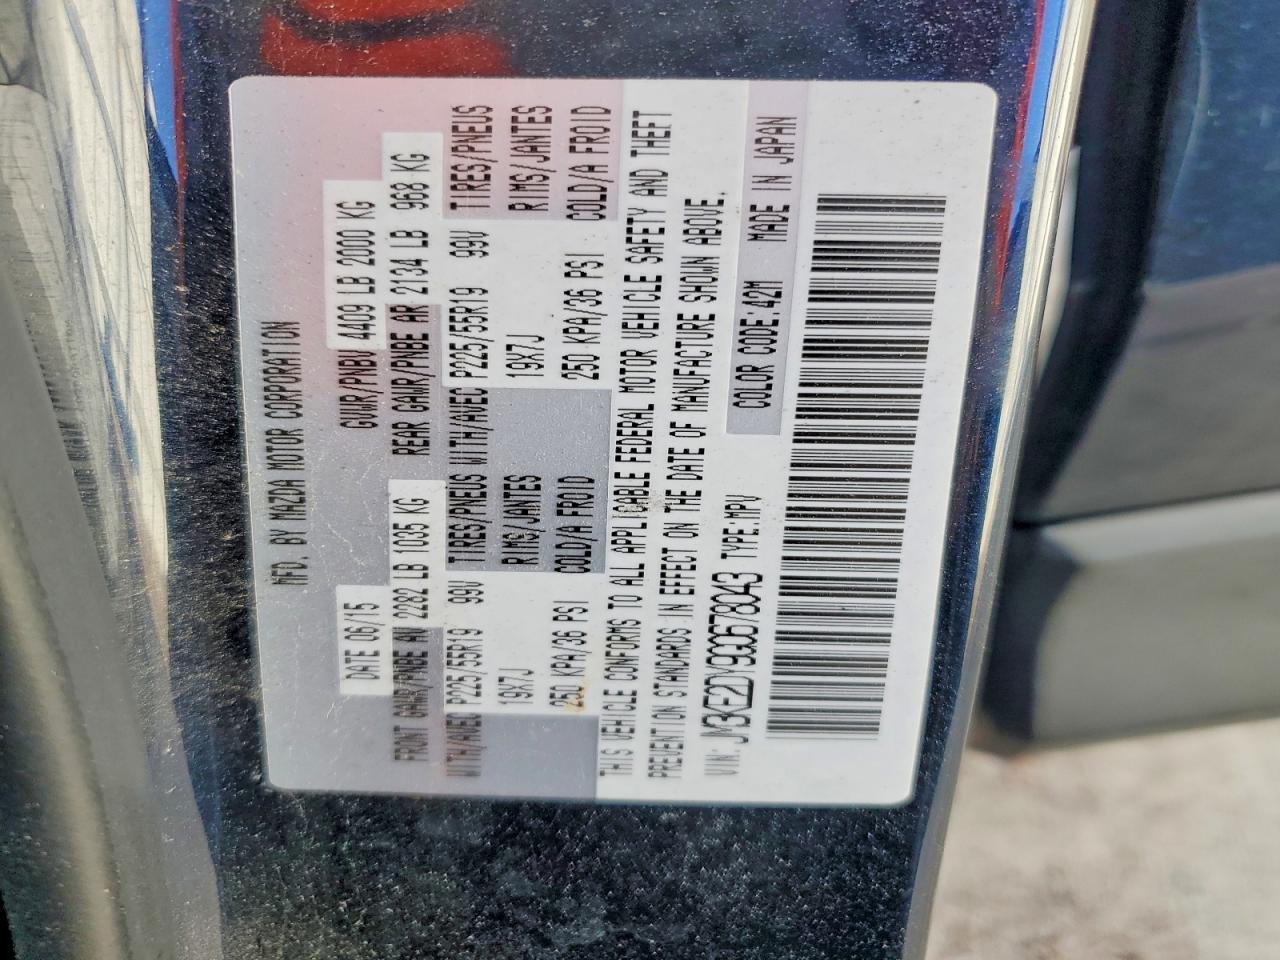 MFD. BY MAZDA MOTOR CORPORATION
DATE 06/15 GVWR/PNBV 4409 LB 2000 KG
FRONT GAWR/PNBE AV 2282 LB 1035 KG REAR GAWR/PNBE AR 2134 LB 968 KG
WITH/AVEC P225/55R19 99V TIRES/PNEUS WITH/AVEC P225/55R19 99V TIRES/PNEUS
19X7J RIMS/JANTES 19X7J RIMS/JANTES
250 KPA/36 PSI COLD/A FROID 250 KPA/36 PSI COLD/A FROID
THIS VEHICLE CONFORMS TO ALL APPLICABLE FEDERAL MOTOR VEHICLE SAFETY AND THEFT
PREVENTION STANDARDS IN EFFECT ON THE DATE OF MANUFACTURE SHOWN ABOVE.
VIN: JM3KE2DY9G0678043 TYPE:MPV COLOR CODE:42M MADE IN JAPAN